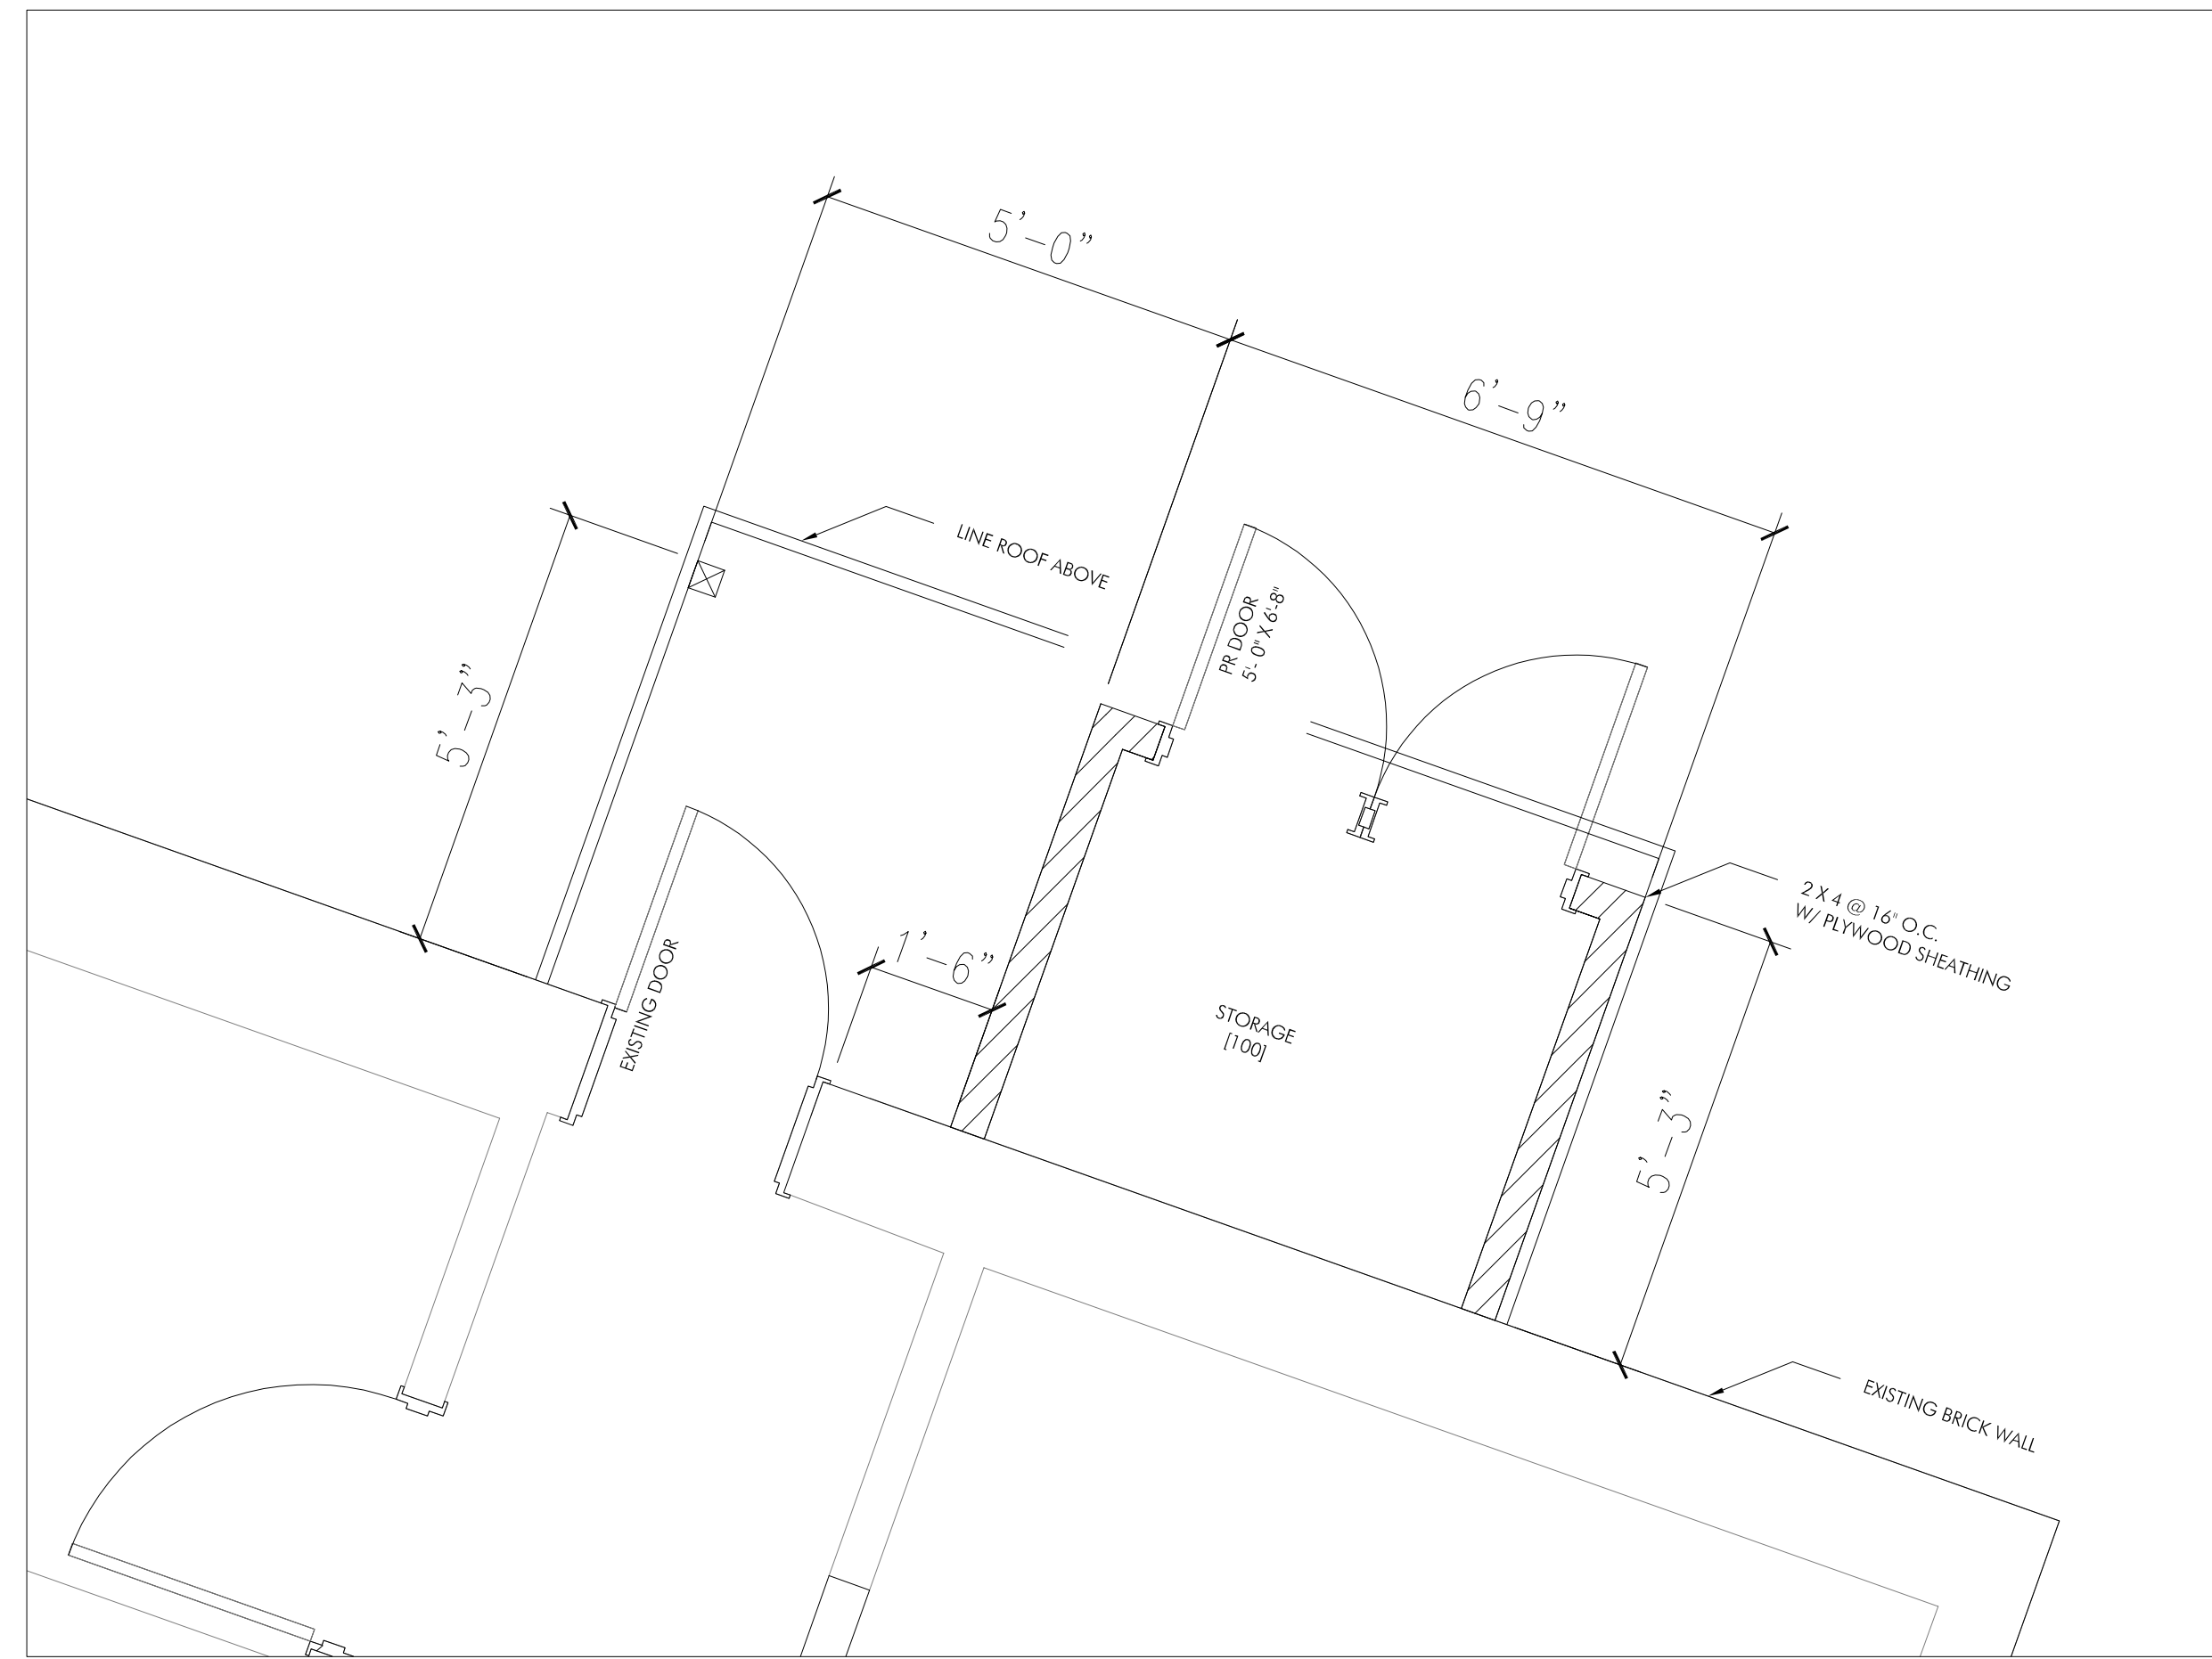 5'-0"
6'-9"
LINE ROOF ABOVE
PR DOOR
5'- 0" X 6'-8"
5'-3"
2 X 4 @ 16" O.C.
W/ PLYWOOD SHEATHING
EXISTING DOOR
1'-6"
STORAGE
[100]
5'-3"
EXISTING BRICK WALL